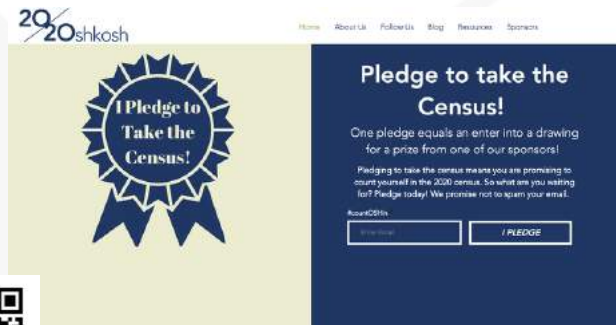 2020shkosh
Home About Us Follow Us Blog Resources Sponsors
I Pledge to
Take the
Census!
Pledge to take the
Census!
One pledge equals an enter into a drawing
for a prize from one of our sponsors!
Pledging to take the census means you are promising to
count yourself in the 2020 census. So what are you waiting
for? Pledge today! We promise not to spam your email.
#countOSHin
Enter Email
I PLEDGE